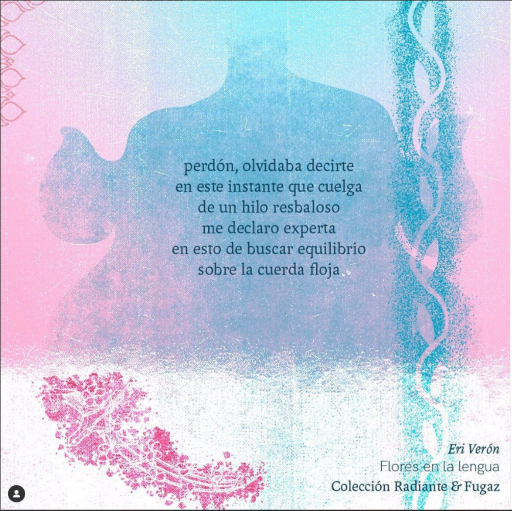 perdón, olvidaba decirte
en este instante que cuelga
de un hilo resbaloso
me declaro experta
en esto de buscar equilibrio
sobre la cuerda floja
Eri Verón
Flores en la lengua
Colección Radiante & Fugaz